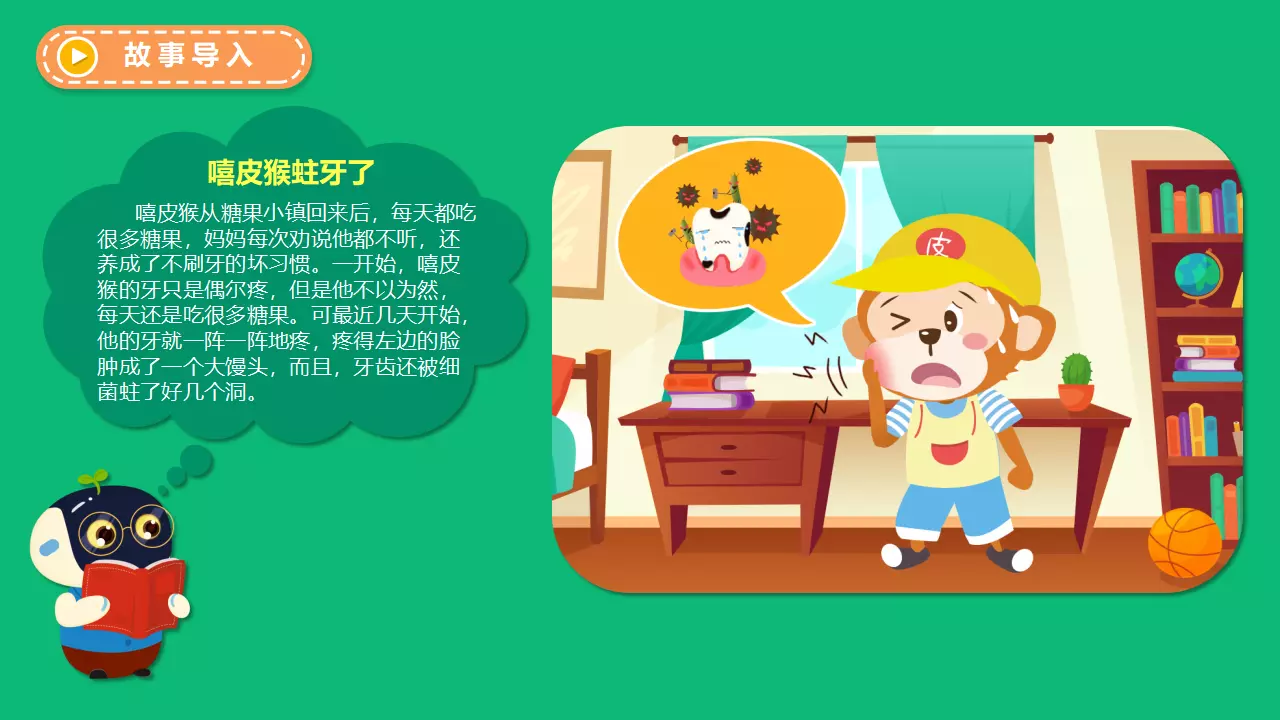 故事导入
嘻皮猴蛀牙了
嘻皮猴从糖果小镇回来后，每天都吃
很多糖果，妈妈每次劝说他都不听，还
养成了不刷牙的坏习惯。一开始，嘻皮
猴的牙只是偶尔疼，但是他不以为然，
每天还是吃很多糖果。可最近几天开始，
他的牙就一阵一阵地疼，疼得左边的脸
肿成了一个大馒头，而且，牙齿还被细
菌蛀了好几个洞。
皮